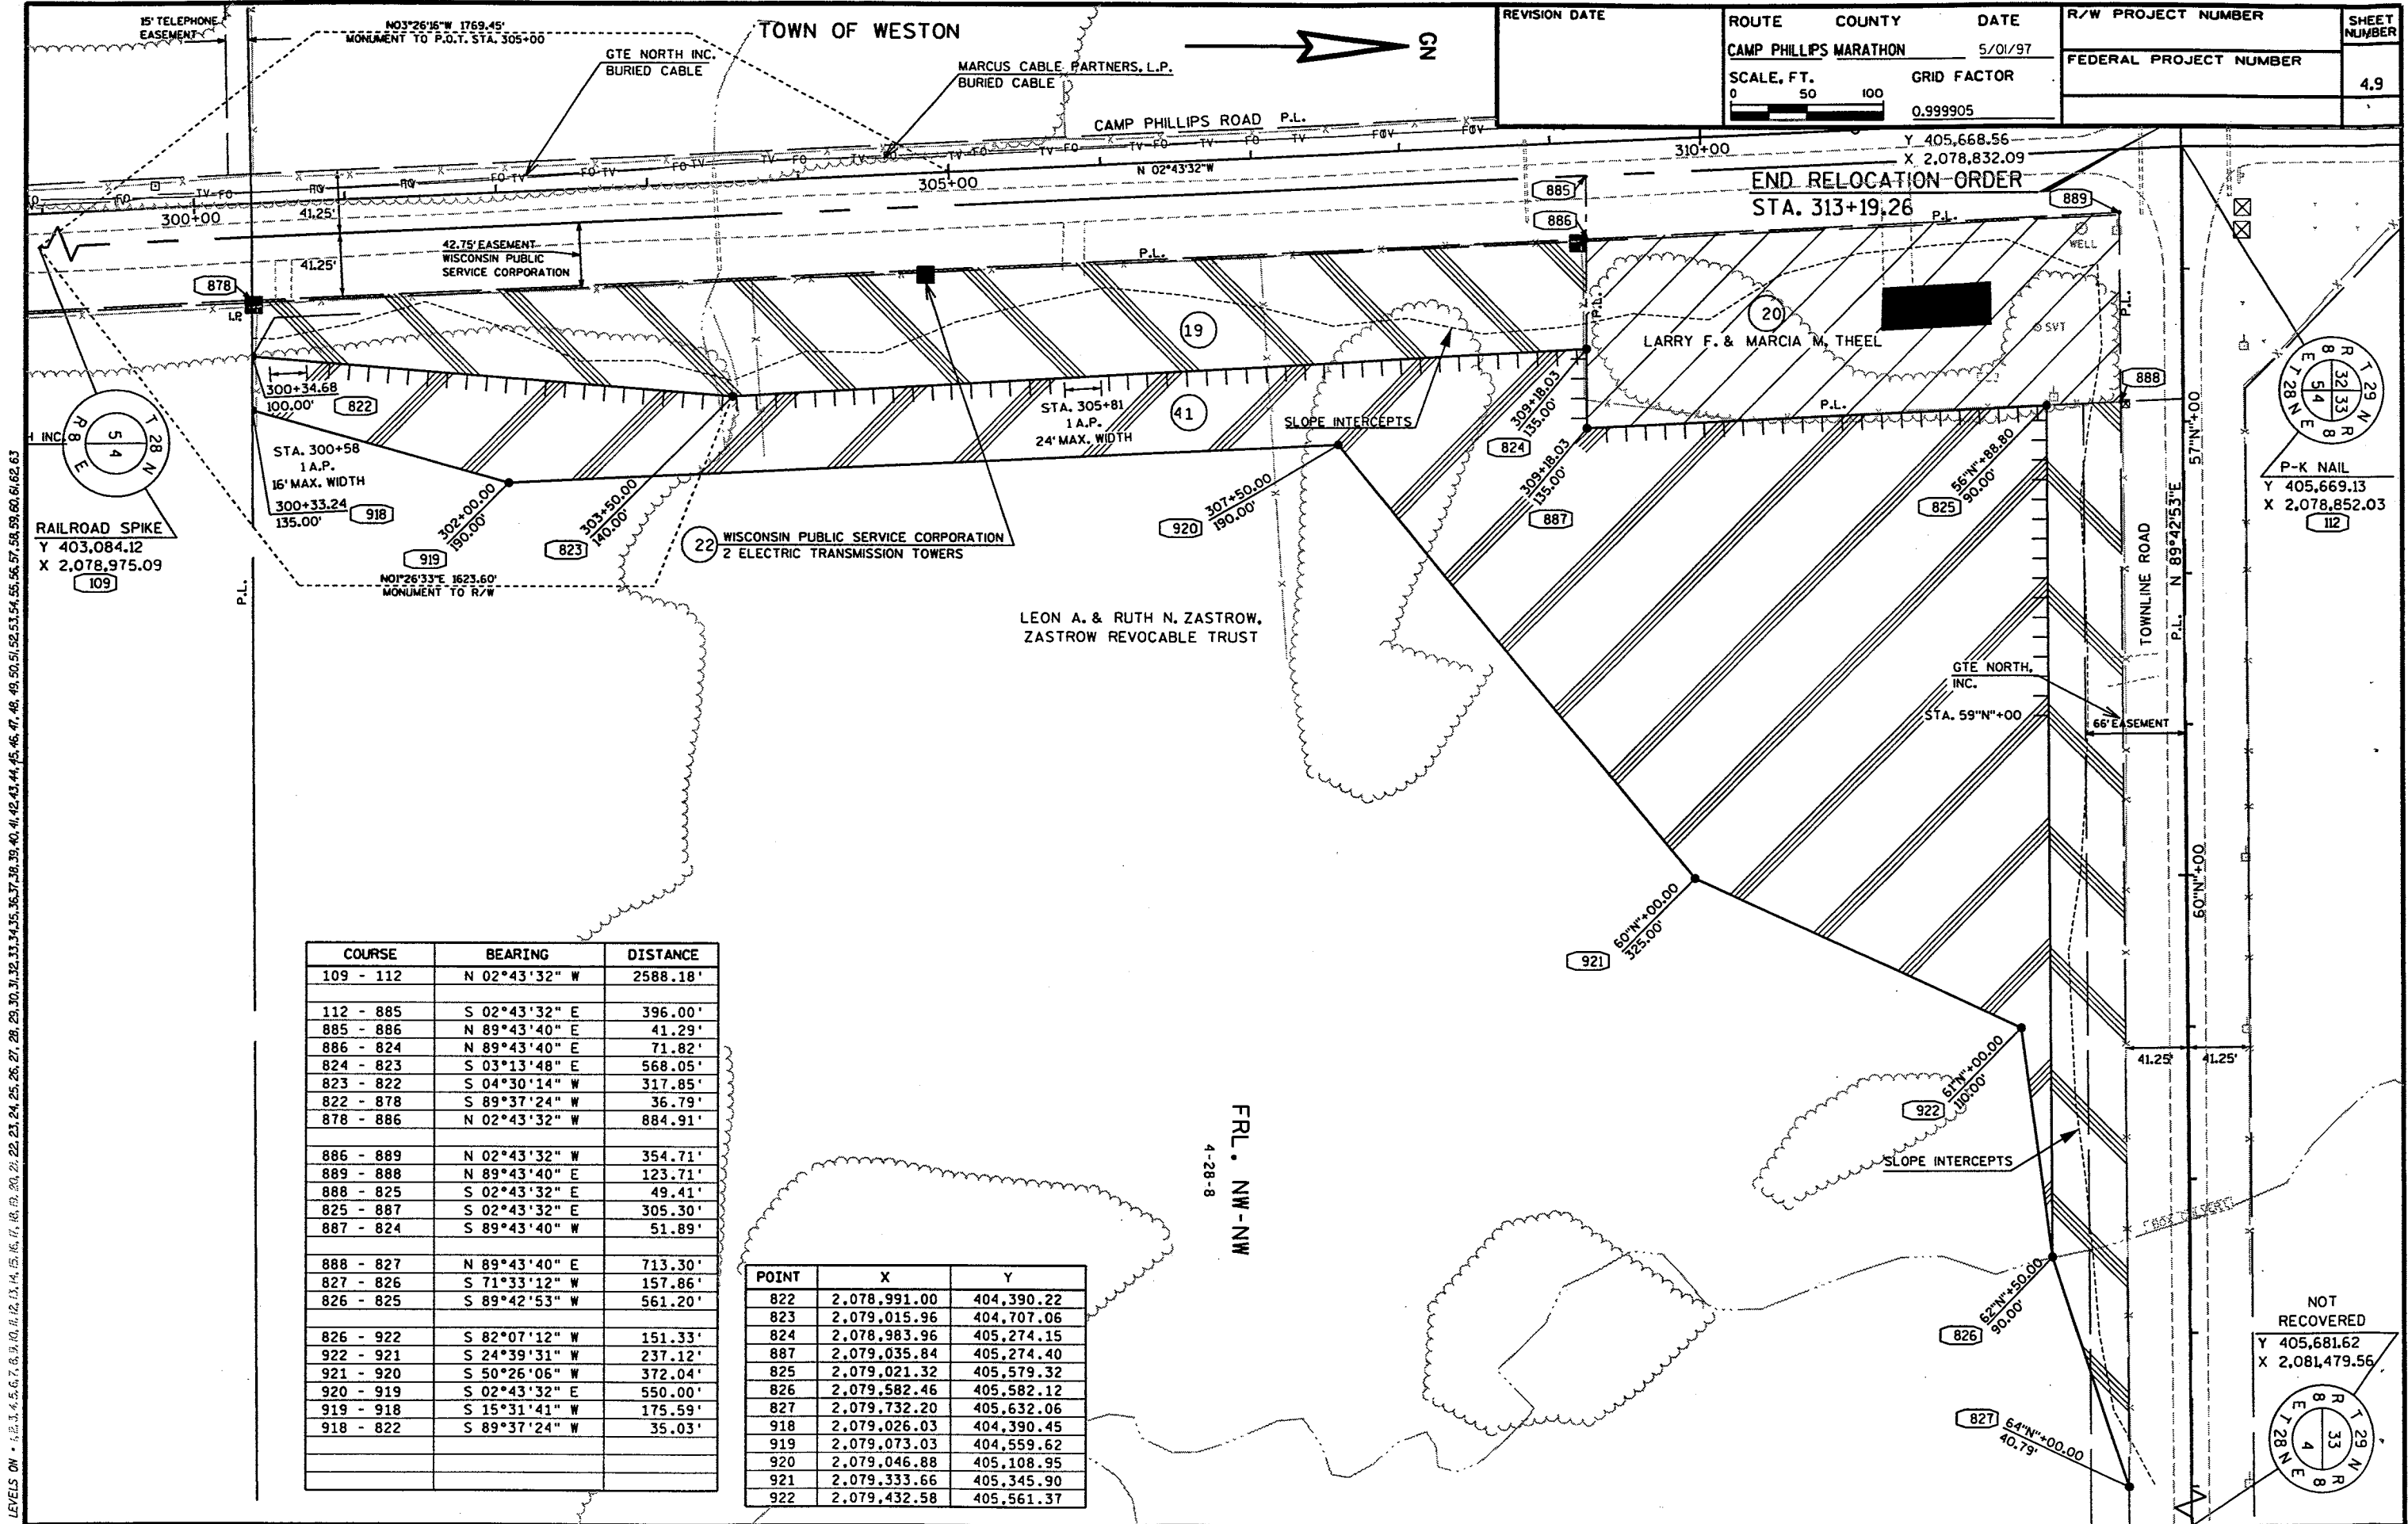 15' TELEPHONE
EASEMENT
N03°26'16"W 1769.45'
MONUMENT TO P.O.T. STA. 305+00
TOWN OF WESTON
GTE NORTH INC.
BURIED CABLE
MARCUS CABLE PARTNERS, L.P.
BURIED CABLE
GN
REVISION DATE
ROUTE COUNTY DATE
CAMP PHILLIPS MARATHON 5/01/97
SCALE, FT. GRID FACTOR
0 50 100
0.999905
R/W PROJECT NUMBER
FEDERAL PROJECT NUMBER
SHEET
NUMBER
4.9
CAMP PHILLIPS ROAD P.L.
N 02°43'32"W
300+00
305+00
310+00
Y 405,668.56
X 2,078,832.09
END RELOCATION ORDER
STA. 313+19.26
885
886
889
888
878
41.25'
41.25'
42.75' EASEMENT
WISCONSIN PUBLIC
SERVICE CORPORATION
P.L.
P.L.
P.L.
P.L.
P.L.
I.P.
WELL
SVT
19
20
LARRY F. & MARCIA M. THEEL
41
300+34.68
100.00'
822
STA. 300+58
1 A.P.
16' MAX. WIDTH
300+33.24
135.00'
918
302+00.00
190.00'
919
303+50.00
140.00'
823
STA. 305+81
1 A.P.
24' MAX. WIDTH
SLOPE INTERCEPTS
307+50.00
190.00'
920
309+18.03
135.00'
824
309+18.03
135.00'
887
56"N"+88.80
90.00'
825
22
WISCONSIN PUBLIC SERVICE CORPORATION
2 ELECTRIC TRANSMISSION TOWERS
N01°26'33"E 1623.60'
MONUMENT TO R/W
P.L.
H INC.
T 28 N
R 8 E
5 4
RAILROAD SPIKE
Y 403,084.12
X 2,078,975.09
109
T 29 N
R 8 E
32 33
5 4
T 28 N
R 8 E
P-K NAIL
Y 405,669.13
X 2,078,852.03
112
57"N"+00
TOWNLINE ROAD
P.L. N 89°42'53"E
60"N"+00
LEON A. & RUTH N. ZASTROW,
ZASTROW REVOCABLE TRUST
GTE NORTH,
INC.
STA. 59"N"+00
66' EASEMENT
60"N"+00.00
325.00'
921
41.25' 41.25'
61"N"+00.00
110.00'
922
SLOPE INTERCEPTS
BOX CULVERT
62"N"+50.00
90.00'
826
64"N"+00.00
40.79'
827
NOT
RECOVERED
Y 405,681.62
X 2,081,479.56
T 29 N
R 8 E
33
4
T 28 N
R 8 E
FRL. NW-NW
4-28-8
COURSE BEARING DISTANCE
109 - 112 N 02°43'32" W 2588.18'
112 - 885 S 02°43'32" E 396.00'
885 - 886 N 89°43'40" E 41.29'
886 - 824 N 89°43'40" E 71.82'
824 - 823 S 03°13'48" E 568.05'
823 - 822 S 04°30'14" W 317.85'
822 - 878 S 89°37'24" W 36.79'
878 - 886 N 02°43'32" W 884.91'
886 - 889 N 02°43'32" W 354.71'
889 - 888 N 89°43'40" E 123.71'
888 - 825 S 02°43'32" E 49.41'
825 - 887 S 02°43'32" E 305.30'
887 - 824 S 89°43'40" W 51.89'
888 - 827 N 89°43'40" E 713.30'
827 - 826 S 71°33'12" W 157.86'
826 - 825 S 89°42'53" W 561.20'
826 - 922 S 82°07'12" W 151.33'
922 - 921 S 24°39'31" W 237.12'
921 - 920 S 50°26'06" W 372.04'
920 - 919 S 02°43'32" E 550.00'
919 - 918 S 15°31'41" W 175.59'
918 - 822 S 89°37'24" W 35.03'
POINT X Y
822 2,078,991.00 404,390.22
823 2,079,015.96 404,707.06
824 2,078,983.96 405,274.15
887 2,079,035.84 405,274.40
825 2,079,021.32 405,579.32
826 2,079,582.46 405,582.12
827 2,079,732.20 405,632.06
918 2,079,026.03 404,390.45
919 2,079,073.03 404,559.62
920 2,079,046.88 405,108.95
921 2,079,333.66 405,345.90
922 2,079,432.58 405,561.37